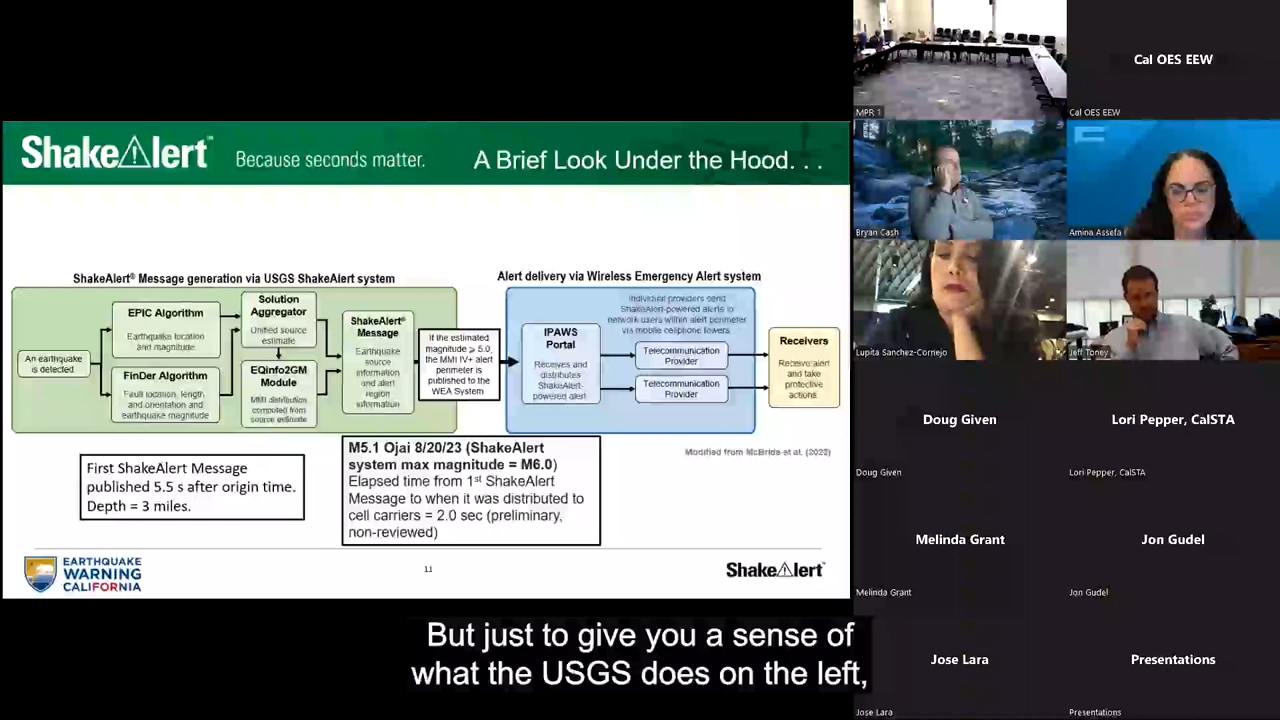 ShakeAlert™
Because seconds matter.
A Brief Look Under the Hood. . .
ShakeAlert® Message generation via USGS ShakeAlert system
An earthquake
is detected
EPIC Algorithm
Earthquake location
and magnitude
FinDer Algorithm
Fault location, length,
and orientation and
earthquake magnitude
Solution
Aggregator
Unified source
estimate
EQinfo2GM
Module
MMI distribution
computed from
source estimate
ShakeAlert®
Message
Earthquake
source
information
and alert
region
information
If the estimated
magnitude ⩾ 5.0,
the MMI IV+ alert
perimeter is
published to the
WEA System
Alert delivery via Wireless Emergency Alert system
IPAWS
Portal
Receives and
distributes
ShakeAlert-
powered alert
Individual providers send
ShakeAlert-powered alerts to
network users within alert perimeter
via mobile cellphone towers
Telecommunication
Provider
Telecommunication
Provider
Receivers
Receive alert
and take
protective
actions
Modified from McBride et al. (2022)
First ShakeAlert Message
published 5.5 s after origin time.
Depth = 3 miles.
M5.1 Ojai 8/20/23 (ShakeAlert
system max magnitude = M6.0)
Elapsed time from 1st ShakeAlert
Message to when it was distributed to
cell carriers = 2.0 sec (preliminary,
non-reviewed)
EARTHQUAKE
WARNING
CALIFORNIA
11
ShakeAlert™
But just to give you a sense of
what the USGS does on the left,
MPR 1
Cal OES EEW
Cal OES EEW
Bryan Cash
Amina Assefa
Lupita Sanchez-Cornejo
Jeff Toney
Doug Given
Doug Given
Lori Pepper, CalSTA
Lori Pepper, CalSTA
Melinda Grant
Melinda Grant
Jon Gudel
Jon Gudel
Jose Lara
Jose Lara
Presentations
Presentations